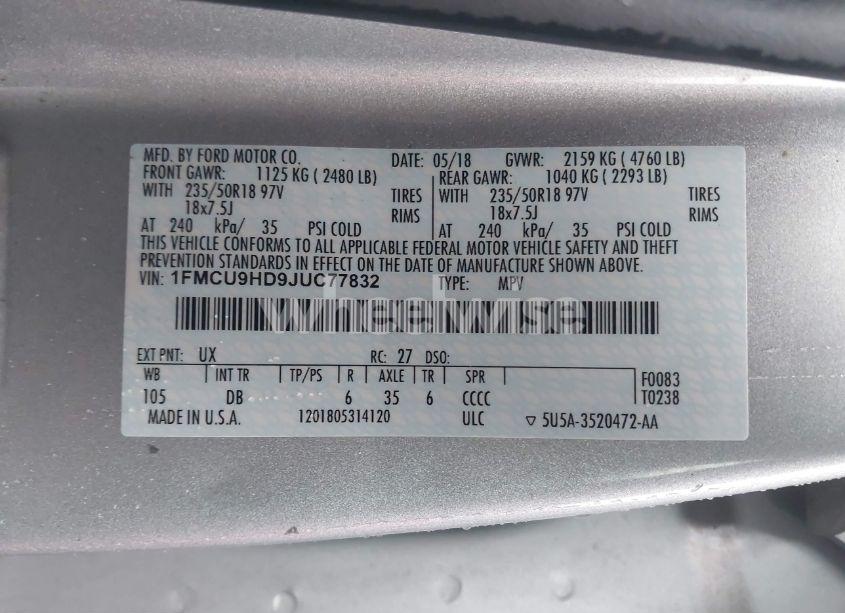 MFD. BY FORD MOTOR CO. DATE: 05/18 GVWR: 2159 KG ( 4760 LB)
FRONT GAWR: 1125 KG ( 2480 LB) REAR GAWR: 1040 KG ( 2293 LB)
WITH 235/50R18 97V TIRES 235/50R18 97V TIRES
18x7.5J RIMS WITH 18x7.5J RIMS
AT 240 kPa/ 35 PSI COLD AT 240 kPa/ 35 PSI COLD
THIS VEHICLE CONFORMS TO ALL APPLICABLE FEDERAL MOTOR VEHICLE SAFETY AND THEFT
PREVENTION STANDARDS IN EFFECT ON THE DATE OF MANUFACTURE SHOWN ABOVE.
VIN: 1FMCU9HD9JUC77832 TYPE: MPV
wheelwise
EXT PNT: UX RC: 27 DSO:
WB INT TR TP/PS R AXLE TR SPR F0083
105 DB 6 35 6 CCCC T0238
MADE IN U.S.A. 1201805314120 ULC ▽ 5U5A-3520472-AA